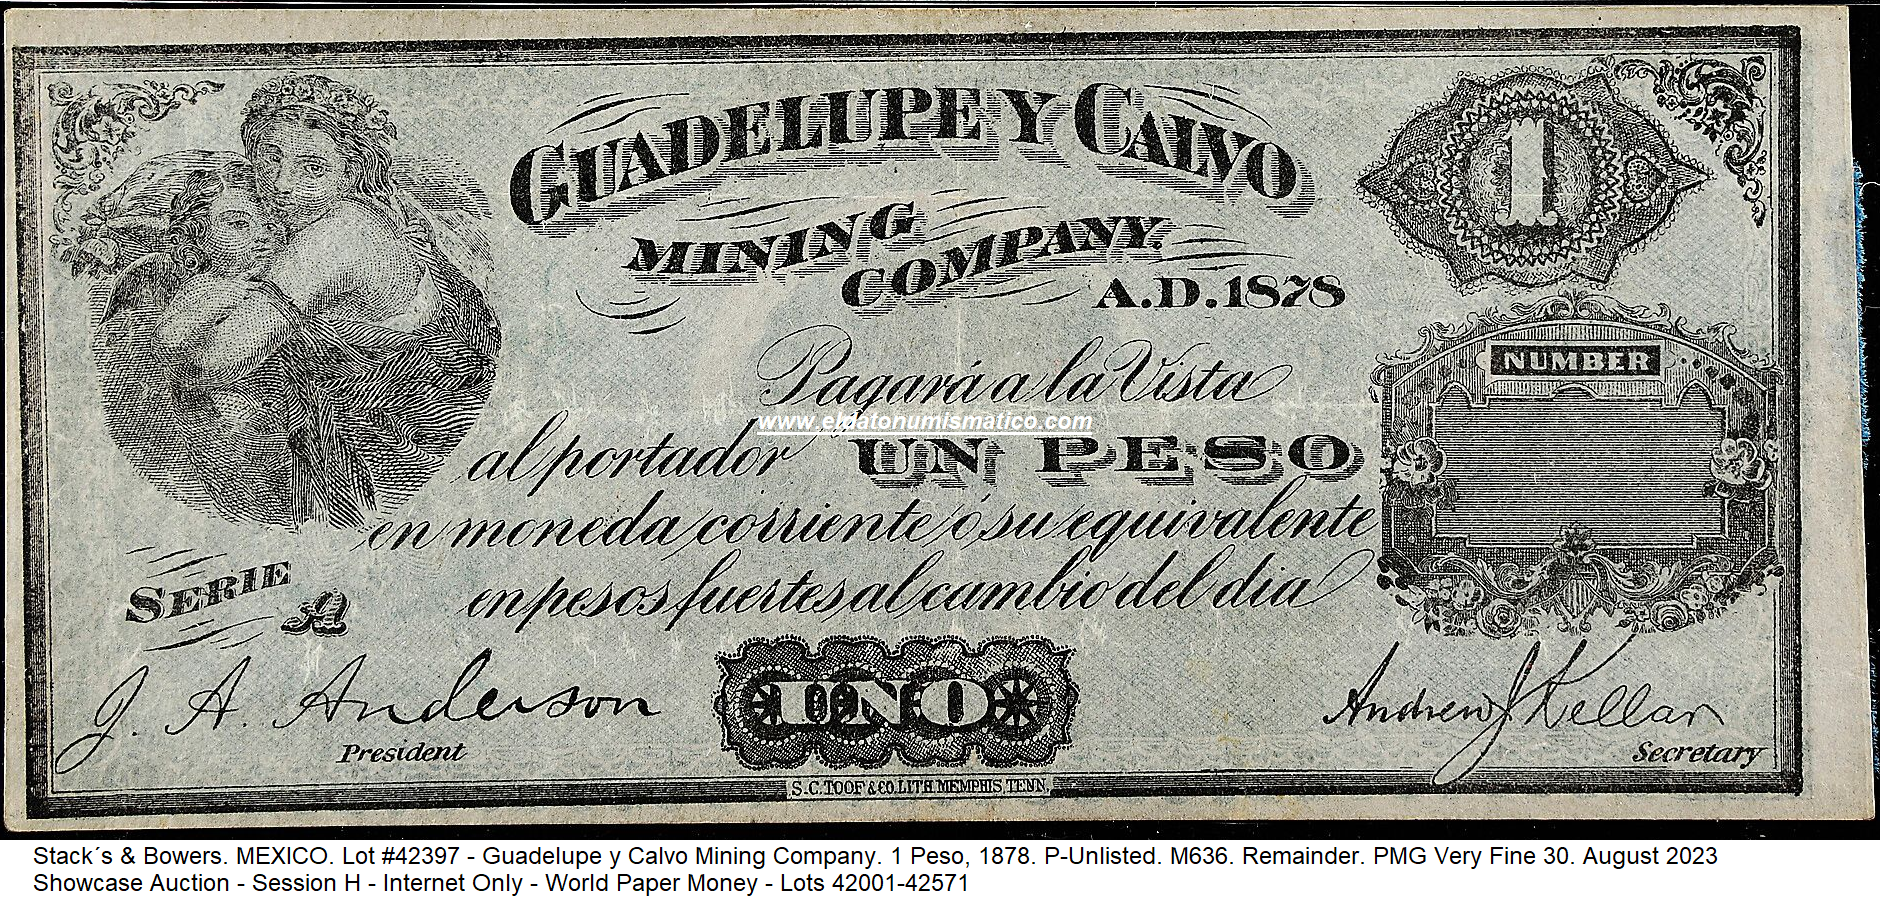 GUADELUPE Y CALVO
MINING
COMPANY.
A.D. 1878
1
NUMBER
Pagará a la Vista
www.eldatonumismatico.com
al portador UN PESO
en moneda corriente ó su equivalente
en pesos fuertes al cambio del dia
SERIE A
UNO
J. A. Anderson
President
Andrew J Kellar
Secretary
S.C. TOOF & CO. LITH. MEMPHIS, TENN.
Stack´s & Bowers. MEXICO. Lot #42397 - Guadelupe y Calvo Mining Company. 1 Peso, 1878. P-Unlisted. M636. Remainder. PMG Very Fine 30. August 2023
Showcase Auction - Session H - Internet Only - World Paper Money - Lots 42001-42571